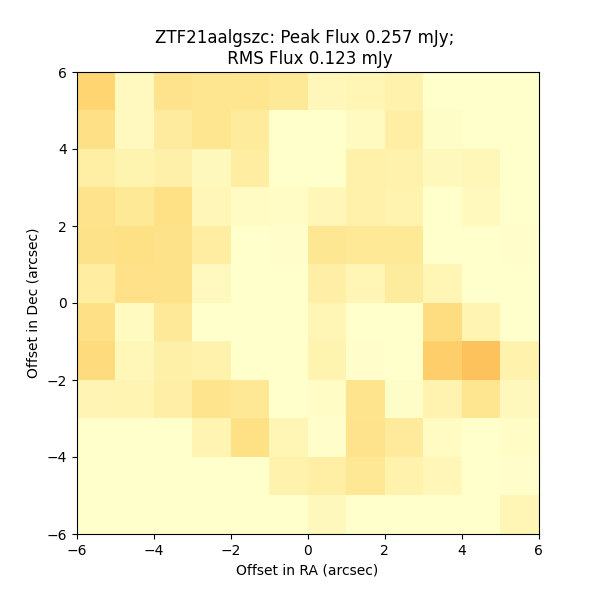 ZTF21aalgszc: Peak Flux 0.257 mJy;
RMS Flux 0.123 mJy
6
4
2
0
−2
−4
−6
Offset in Dec (arcsec)
−6 −4 −2 0 2 4 6
Offset in RA (arcsec)